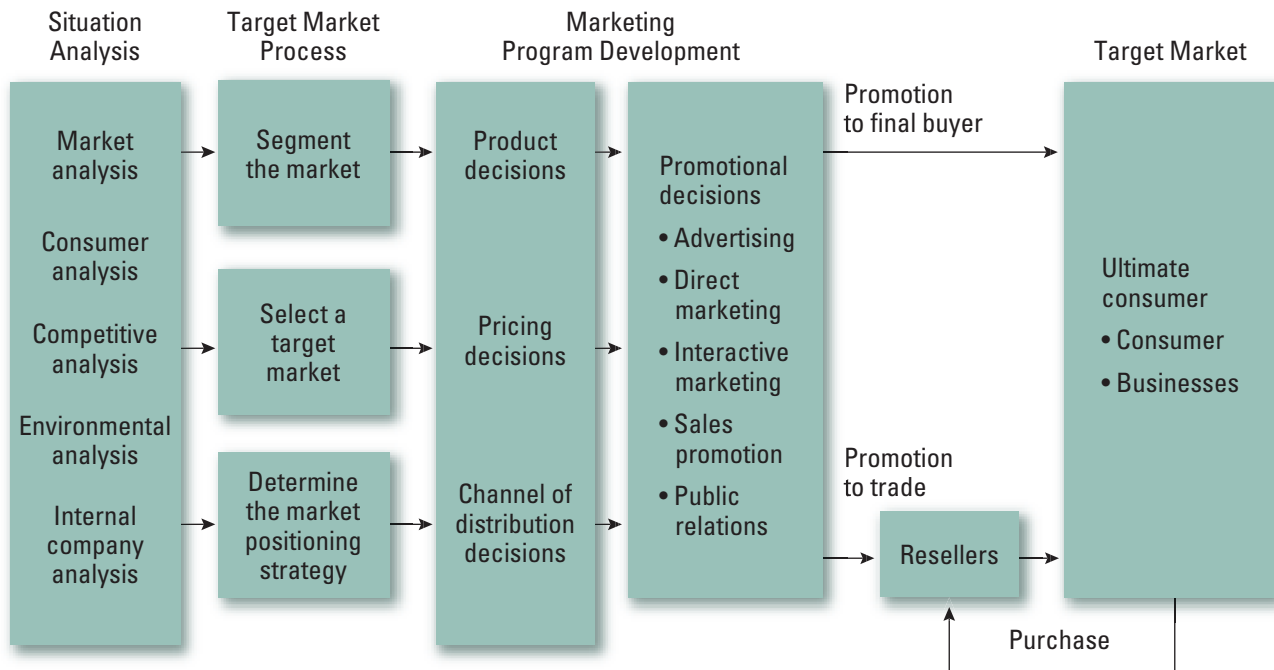 Situation
Analysis
Target Market
Process
Marketing
Program Development
Target Market
Market
analysis
Consumer
analysis
Competitive
analysis
Environmental
analysis
Internal
company
analysis
Segment
the market
Select a
target
market
Determine
the market
positioning
strategy
Product
decisions
Pricing
decisions
Channel of
distribution
decisions
Promotional
decisions
• Advertising
• Direct
marketing
• Interactive
marketing
• Sales
promotion
• Public
relations
Promotion
to final buyer
Promotion
to trade
Resellers
Ultimate
consumer
• Consumer
• Businesses
Purchase